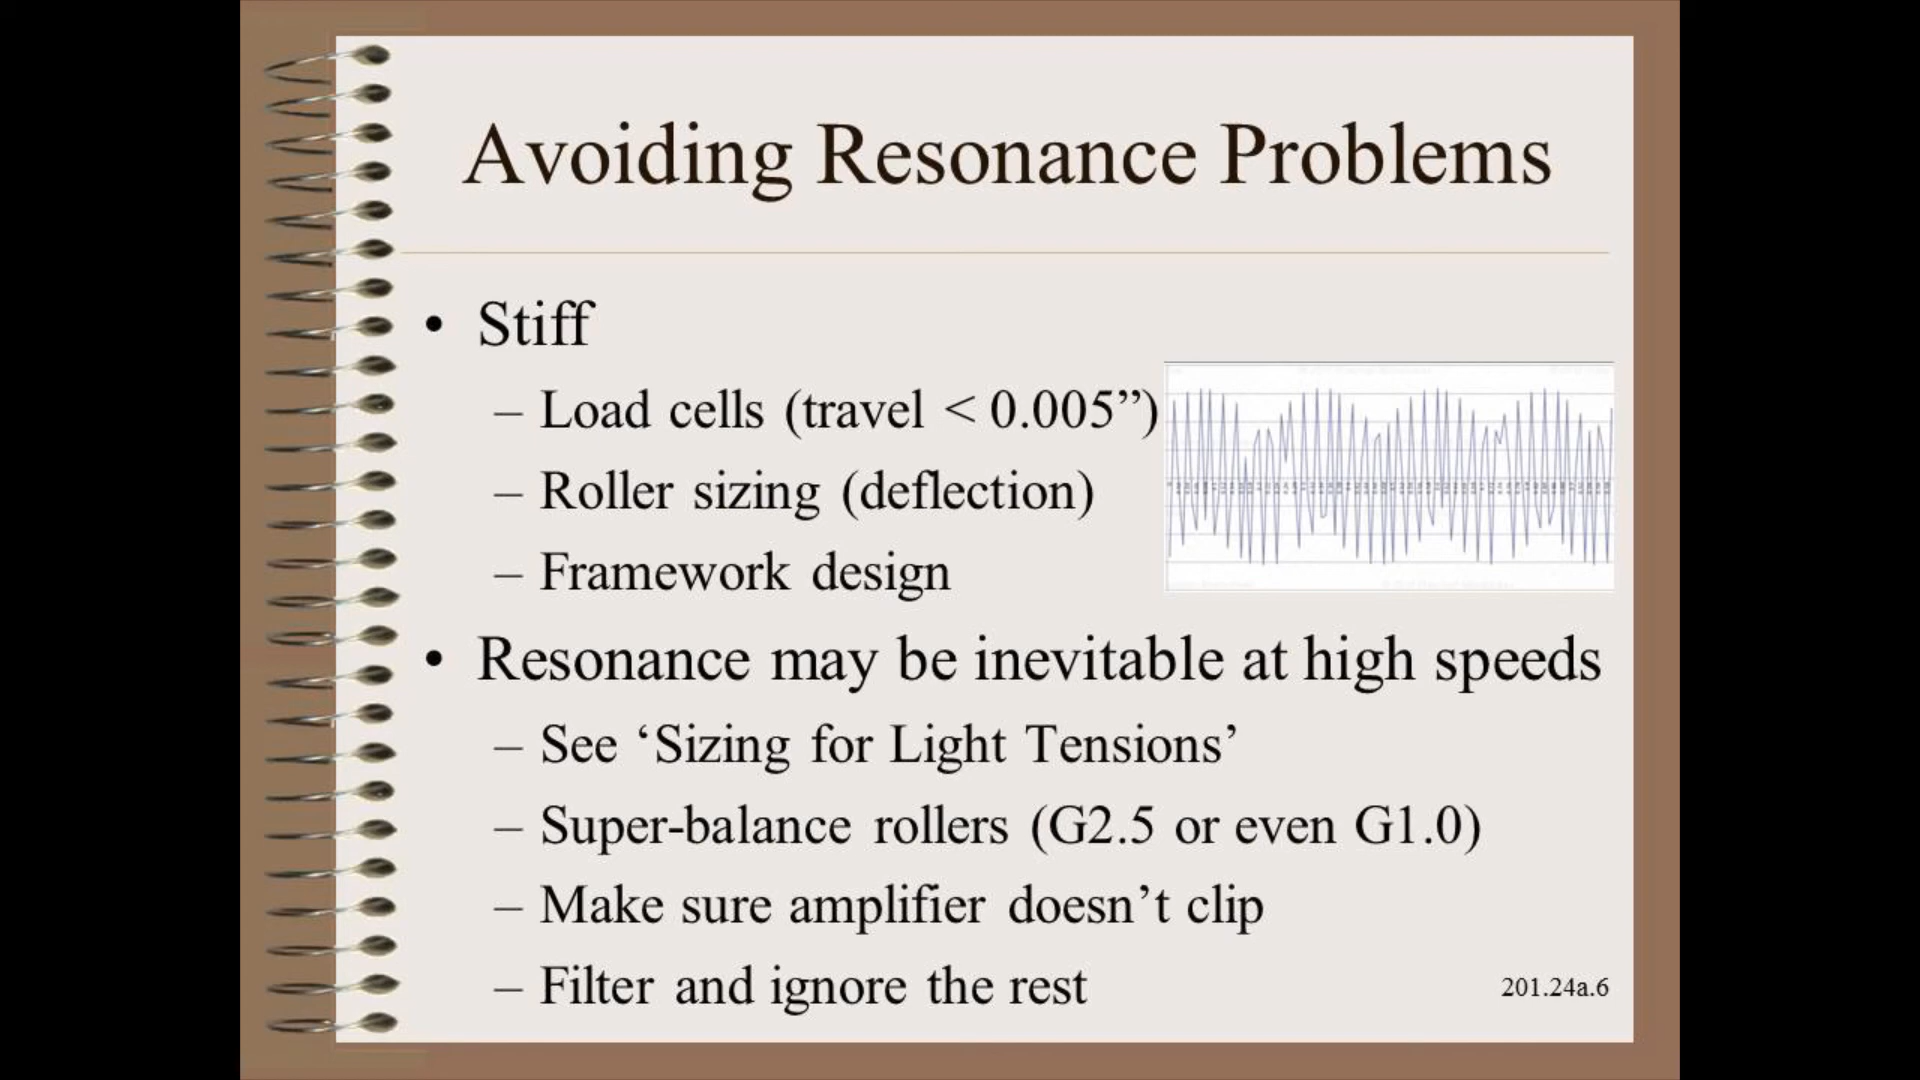 Avoiding Resonance Problems
• Stiff
– Load cells (travel < 0.005”)
– Roller sizing (deflection)
– Framework design
• Resonance may be inevitable at high speeds
– See ‘Sizing for Light Tensions’
– Super-balance rollers (G2.5 or even G1.0)
– Make sure amplifier doesn’t clip
– Filter and ignore the rest
201.24a.6